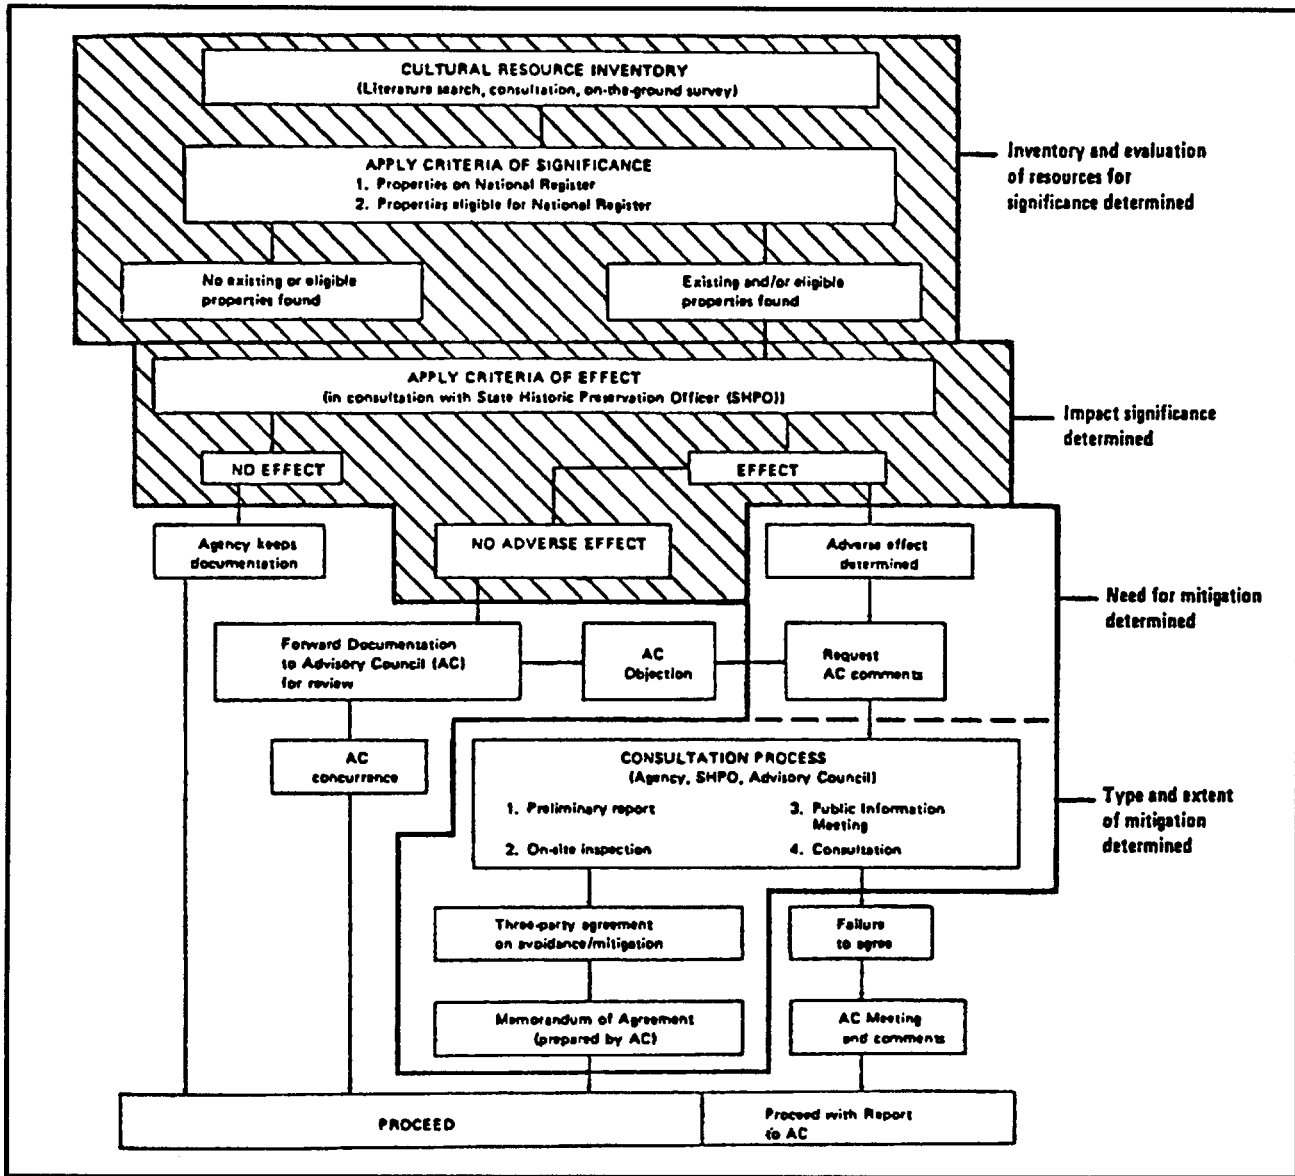 CULTURAL RESOURCE INVENTORY
(Literature search, consultation, on-the-ground survey)
APPLY CRITERIA OF SIGNIFICANCE
1. Properties on National Register
2. Properties eligible for National Register
Inventory and evaluation
of resources for
significance determined
No existing or eligible
properties found
Existing and/or eligible
properties found
APPLY CRITERIA OF EFFECT
(in consultation with State Historic Preservation Officer (SHPO))
Impact significance
determined
NO EFFECT
EFFECT
Agency keeps
documentation
NO ADVERSE EFFECT
Adverse effect
determined
Need for mitigation
determined
Forward Documentation
to Advisory Council (AC)
for review
AC
Objection
Request
AC comments
AC
concurrence
CONSULTATION PROCESS
(Agency, SHPO, Advisory Council)
1. Preliminary report
2. On-site inspection
3. Public Information
Meeting
4. Consultation
Type and extent
of mitigation
determined
Three-party agreement
on avoidance/mitigation
Failure
to agree
Memorandum of Agreement
(prepared by AC)
AC Meeting
and comments
PROCEED
Proceed with Report
to AC